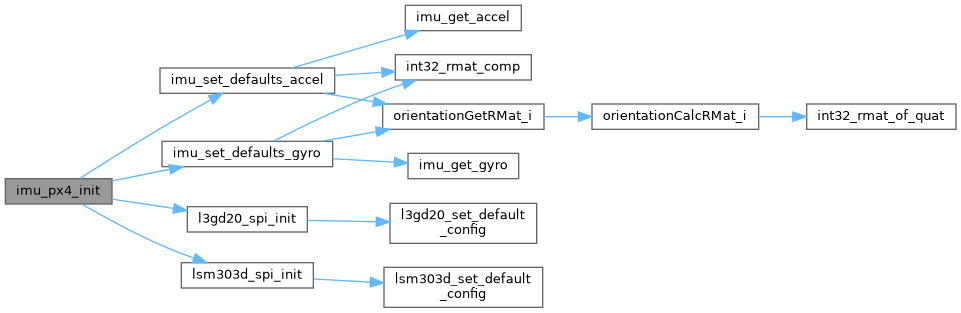 imu_px4_init
imu_set_defaults_accel
imu_get_accel
int32_rmat_comp
orientationGetRMat_i
orientationCalcRMat_i
int32_rmat_of_quat
imu_set_defaults_gyro
imu_get_gyro
l3gd20_spi_init
l3gd20_set_default
_config
lsm303d_spi_init
lsm303d_set_default
_config